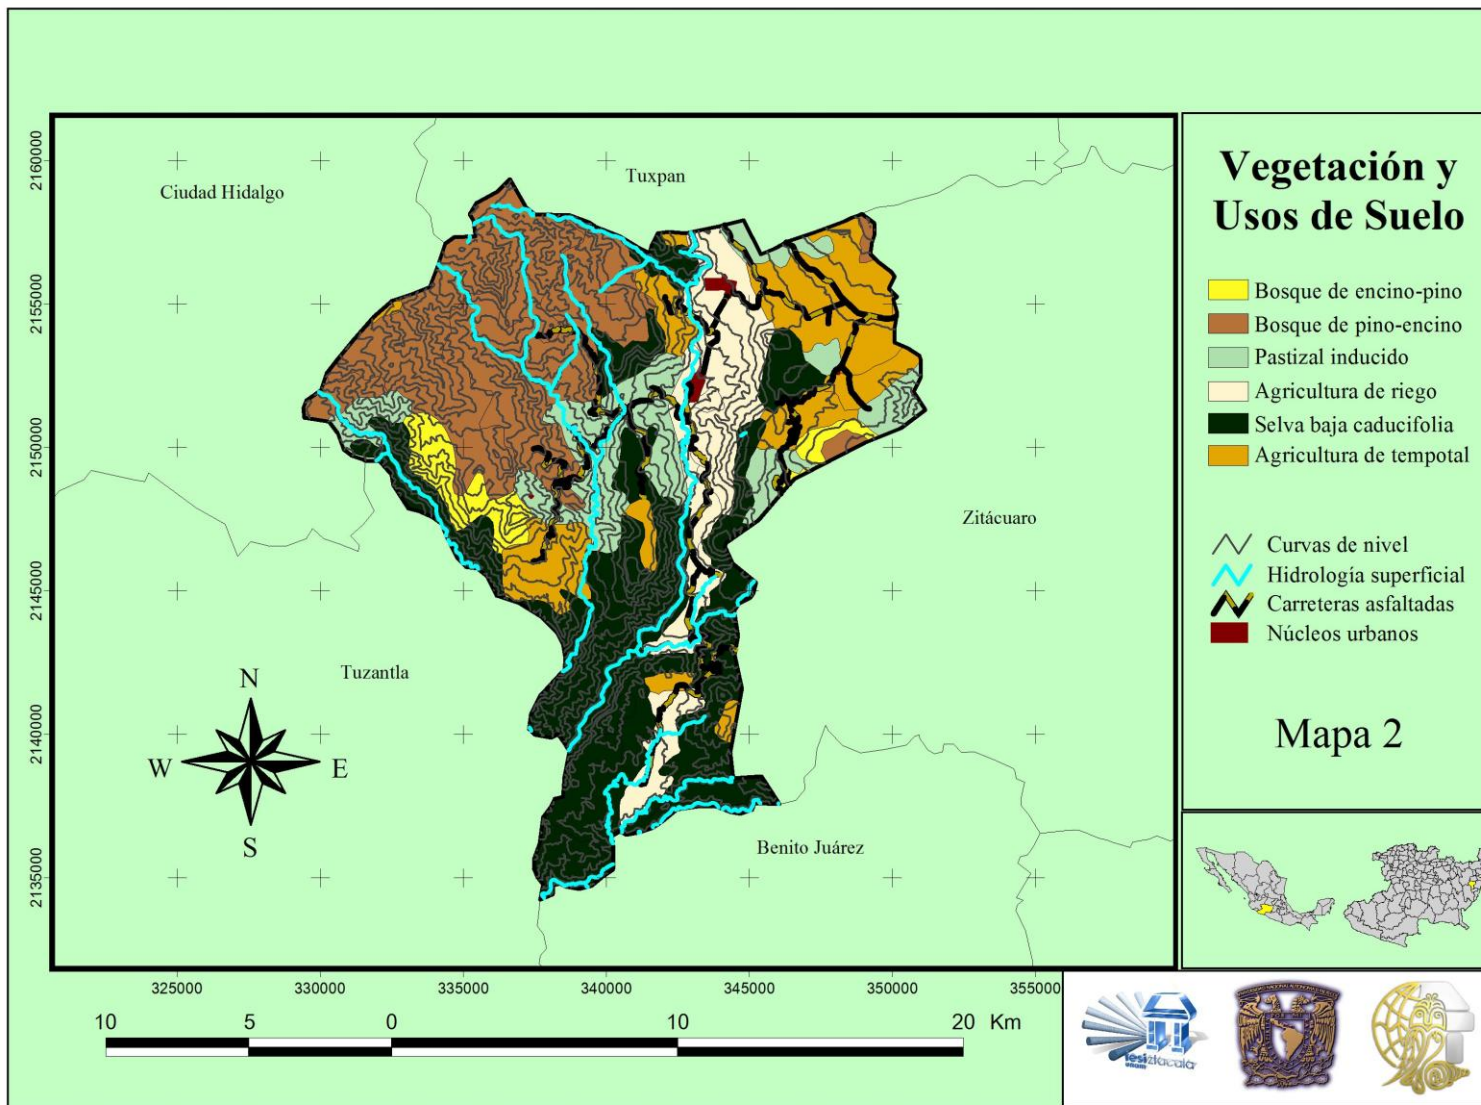 Vegetación y
Usos de Suelo
Bosque de encino-pino
Bosque de pino-encino
Pastizal inducido
Agricultura de riego
Selva baja caducifolia
Agricultura de tempotal
Curvas de nivel
Hidrología superficial
Carreteras asfaltadas
Núcleos urbanos
Mapa 2
Ciudad Hidalgo
Tuxpan
Zitácuaro
Tuzantla
Benito Juárez
N
W
E
S
2160000
2155000
2150000
2145000
2140000
2135000
325000
330000
335000
340000
345000
350000
355000
10
5
0
10
20 Km
iztacala
unam